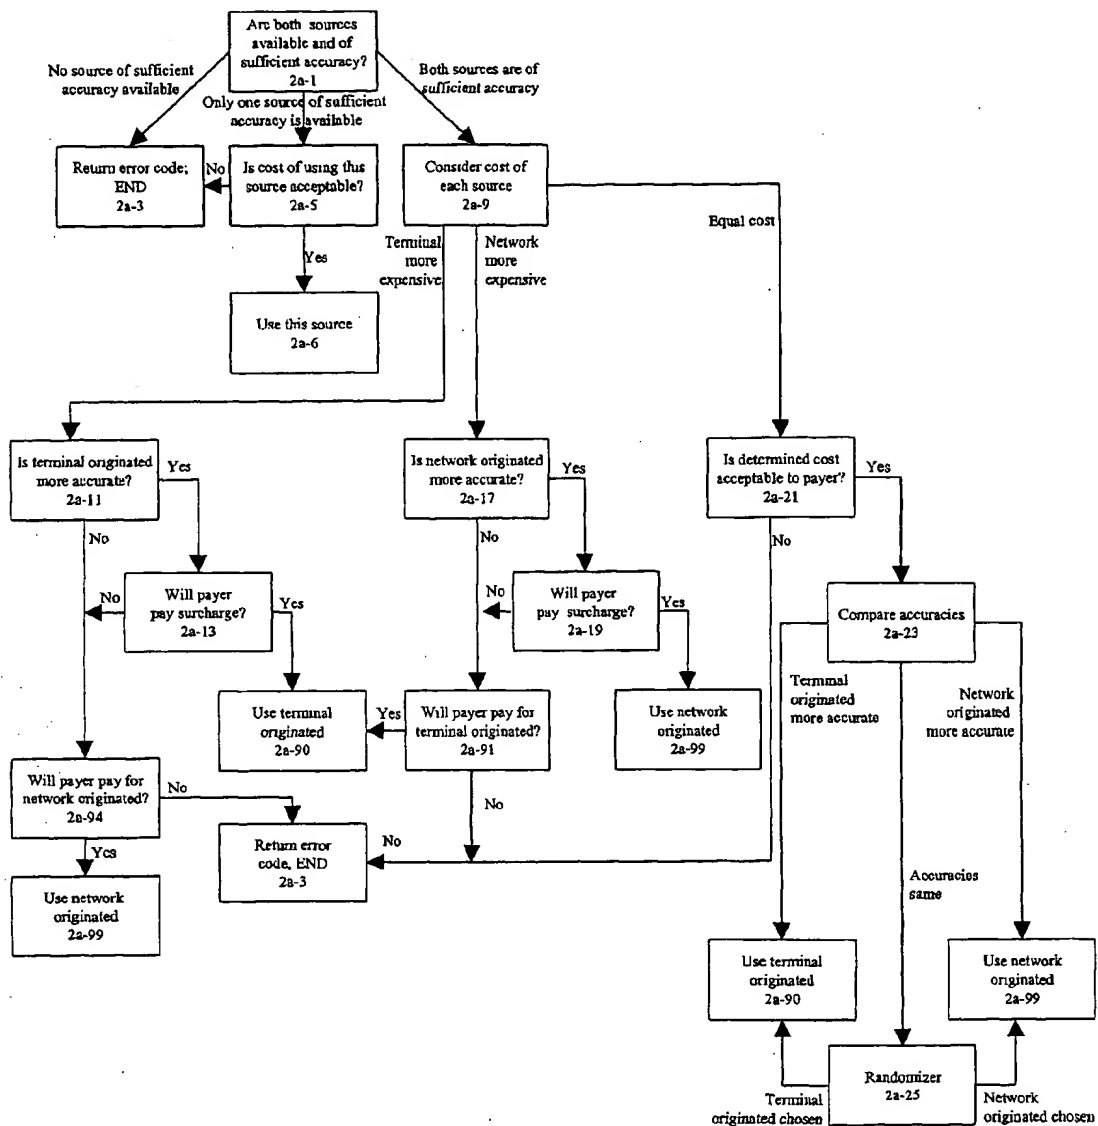 Are both sources
available and of
sufficient accuracy?
2a-1
No source of sufficient
accuracy available
Both sources are of
sufficient accuracy
Only one source of sufficient
accuracy is available
Return error code;
END
2a-3
No
Is cost of using this
source acceptable?
2a-5
Consider cost of
each source
2a-9
Equal cost
Yes
Terminal
more
expensive
Network
more
expensive
Use this source
2a-6
Is terminal originated
more accurate?
2a-11
Yes
Is network originated
more accurate?
2a-17
Yes
Is determined cost
acceptable to payer?
2a-21
Yes
No
No
No
No
Will payer
pay surcharge?
2a-13
Yes
No
Will payer
pay surcharge?
2a-19
Yes
Compare accuracies
2a-23
Terminal
originated
more accurate
Network
originated
more accurate
Use terminal
originated
2a-90
Yes
Will payer pay for
terminal originated?
2a-91
Use network
originated
2a-99
Will payer pay for
network originated?
2a-94
No
No
Yes
Return error
code, END
2a-3
No
Use network
originated
2a-99
Accuracies
same
Use terminal
originated
2a-90
Use network
originated
2a-99
Randomizer
2a-25
Terminal
originated chosen
Network
originated chosen